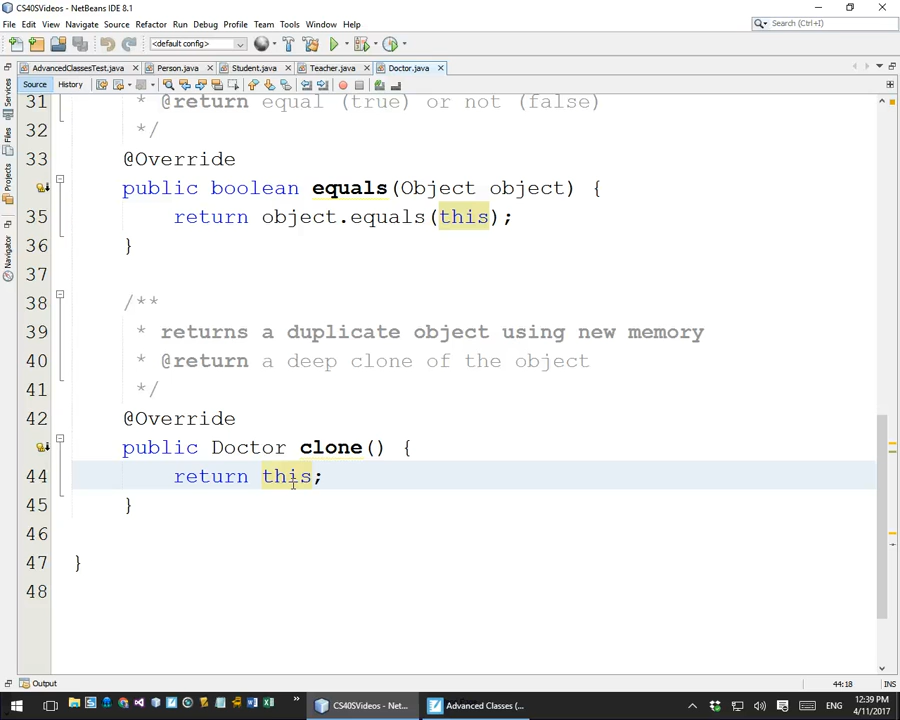 CS40SVideos - NetBeans IDE 8.1
File Edit View Navigate Source Refactor Run Debug Profile Team Tools Window Help
<default config>
Search (Ctrl+I)
AdvancedClassesTest.java Person.java Student.java Teacher.java Doctor.java
Source History
31 * @return equal (true) or not (false)
32 */
33 @Override
public boolean equals(Object object) {
35 return object.equals(this);
36 }
37
38 /**
39 * returns a duplicate object using new memory
40 * @return a deep clone of the object
41 */
42 @Override
public Doctor clone() {
44 return this;
45 }
46
47 }
48
Services
Files
Projects
Navigator
Output
44:18 INS
CS40SVideos - Net...
Advanced Classes (...
ENG
12:39 PM
4/11/2017